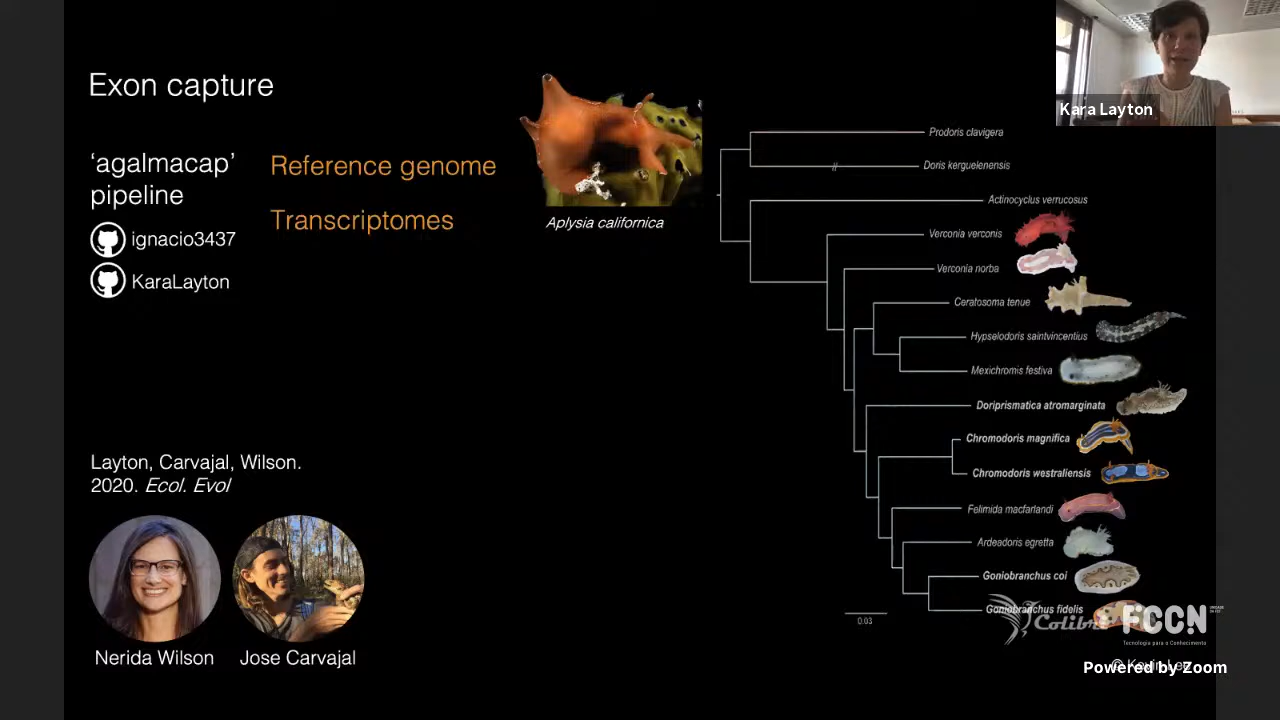 Exon capture
Kara Layton
'agalmacap'
pipeline
ignacio3437
KaraLayton
Reference genome
Transcriptomes
Aplysia californica
Prodoris clavigera
Doris kerguelenensis
Actinocyclus verrucosus
Verconia verconis
Verconia norba
Ceratosoma tenue
Hypselodoris saintvincentius
Mexichromis festiva
Doriprismatica atromarginata
Chromodoris magnifica
Chromodoris westraliensis
Felimida macfarlandi
Ardeadoris egretta
Goniobranchus coi
Goniobranchus fidelis
0.03
Layton, Carvajal, Wilson.
2020. Ecol. Evol
Nerida Wilson
Jose Carvajal
Colibri
FCCN
Tecnologia para o Conhecimento
Powered by Zoom